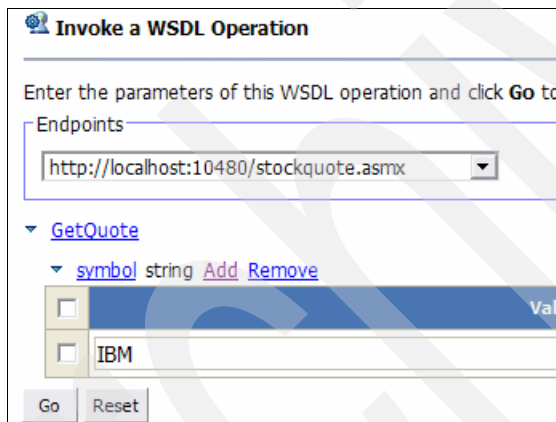 Invoke a WSDL Operation
Enter the parameters of this WSDL operation and click Go to
Endpoints
http://localhost:10480/stockquote.asmx
GetQuote
symbol string Add Remove
Val
IBM
Go Reset